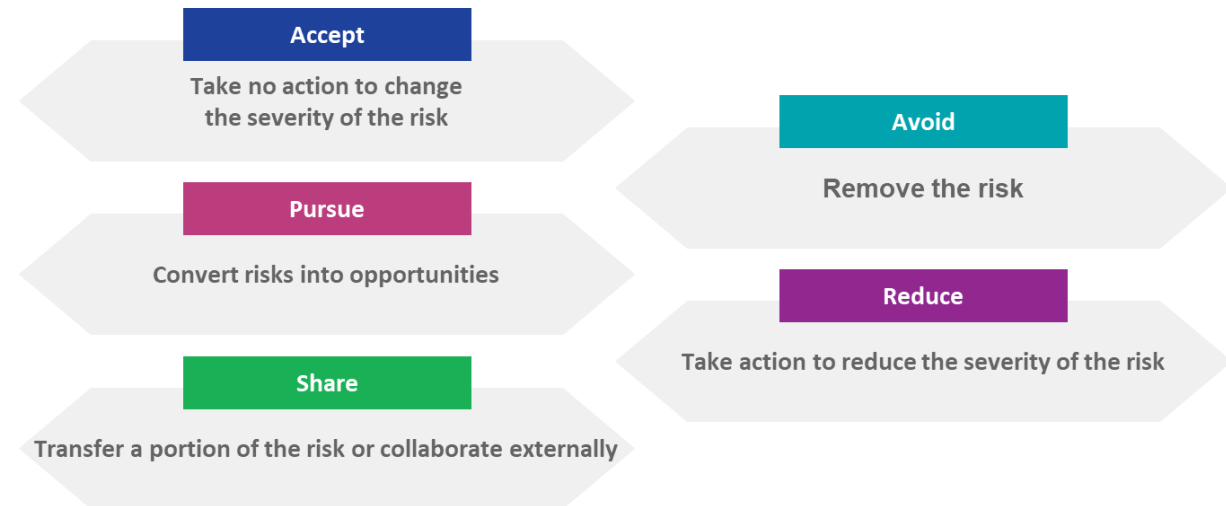 Accept
Take no action to change
the severity of the risk
Avoid
Remove the risk
Pursue
Convert risks into opportunities
Reduce
Take action to reduce the severity of the risk
Share
Transfer a portion of the risk or collaborate externally